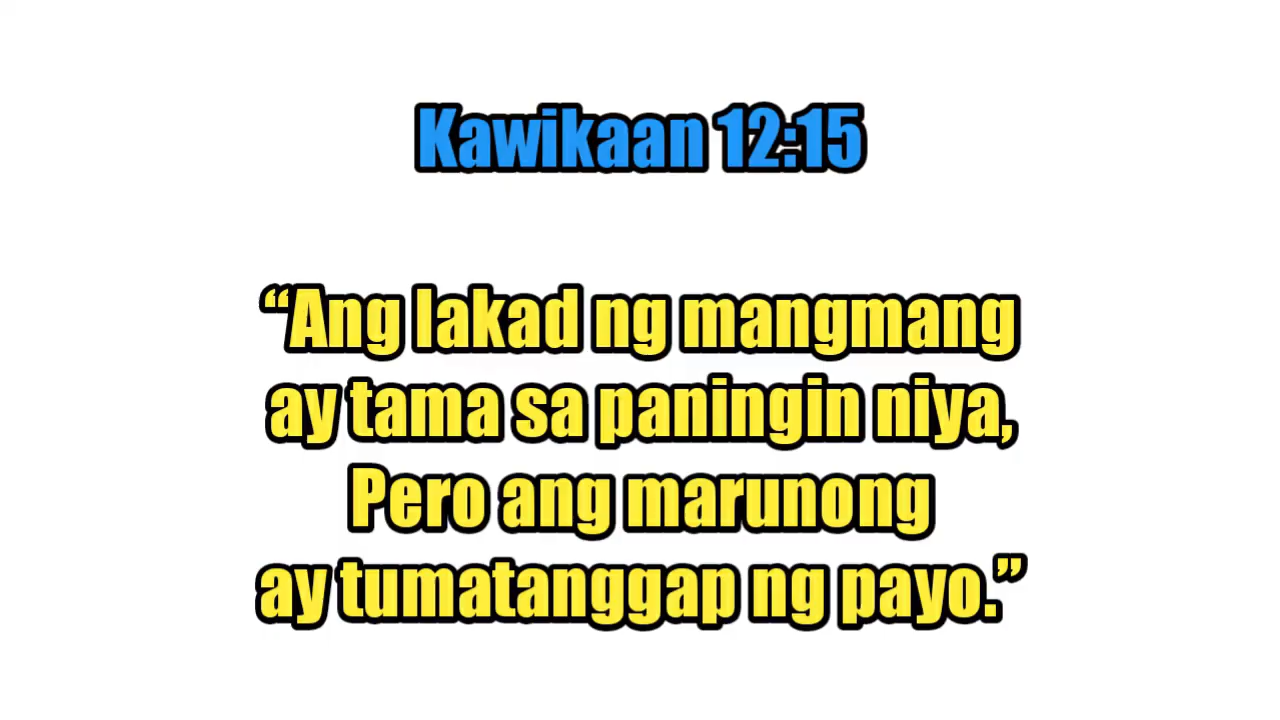 Kawikaan 12:15
“Ang lakad ng mangmang
ay tama sa paningin niya,
Pero ang marunong
ay tumatanggap ng payo.”